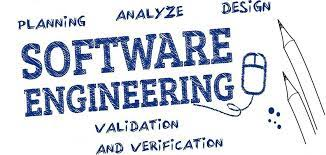 PLANNING ANALYZE DESIGN
SOFTWARE
ENGINEERING
VALIDATION
AND VERIFICATION